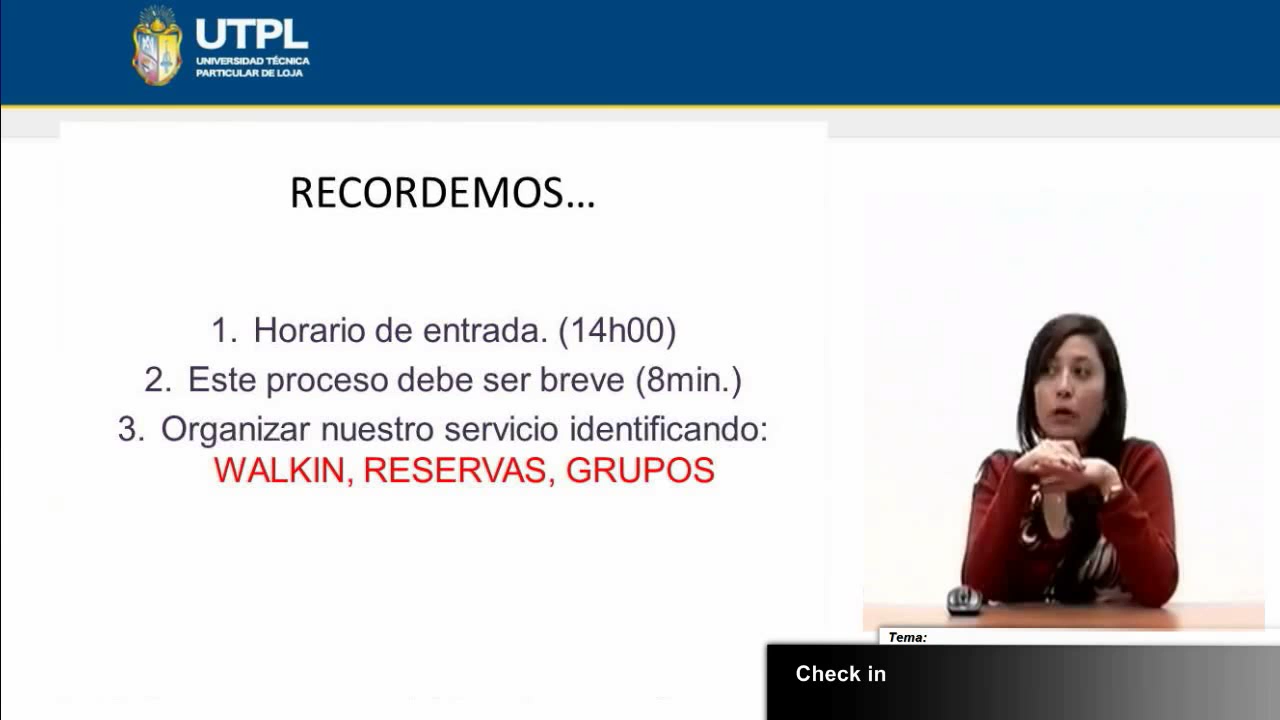 UTPL
UNIVERSIDAD TÉCNICA
PARTICULAR DE LOJA
RECORDEMOS...
1. Horario de entrada. (14h00)
2. Este proceso debe ser breve (8min.)
3. Organizar nuestro servicio identificando:
WALKIN, RESERVAS, GRUPOS
Tema:
Check in